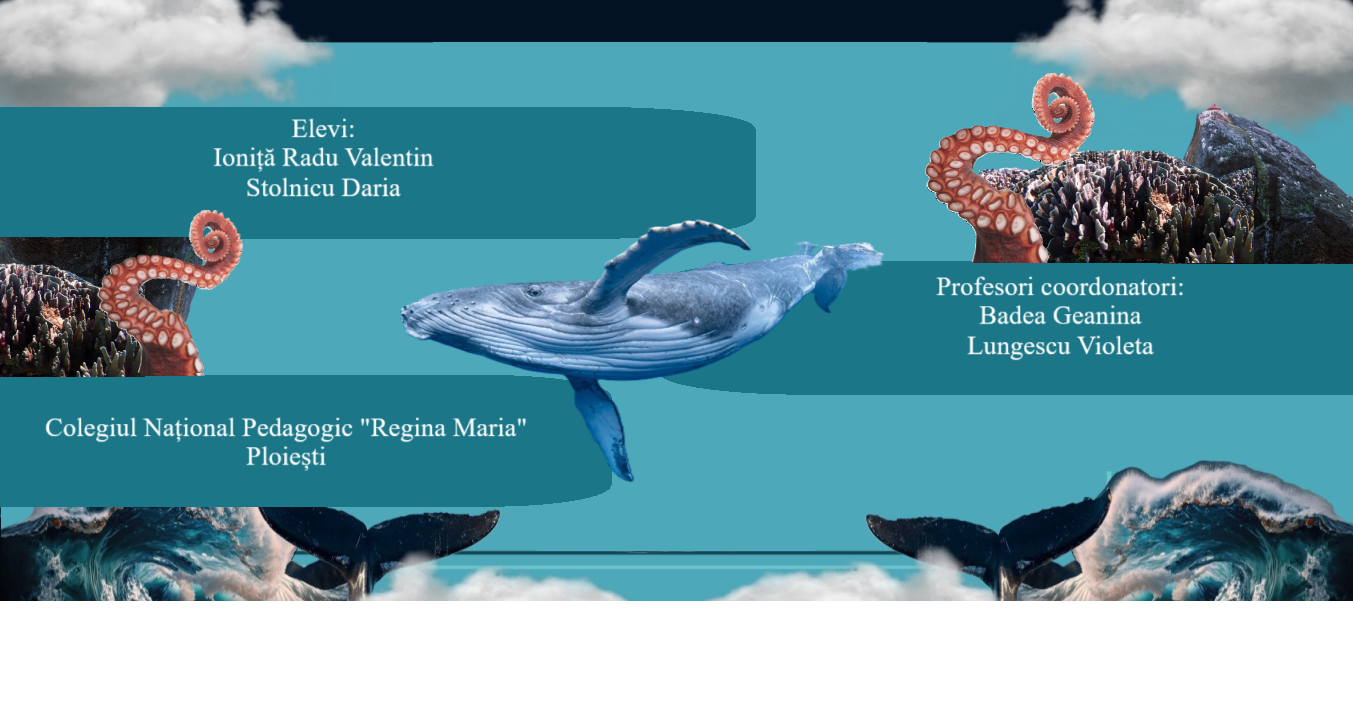 Elevi:
Ioniță Radu Valentin
Stolnicu Daria
Profesori coordonatori:
Badea Geanina
Lungescu Violeta
Colegiul Național Pedagogic "Regina Maria"
Ploiești